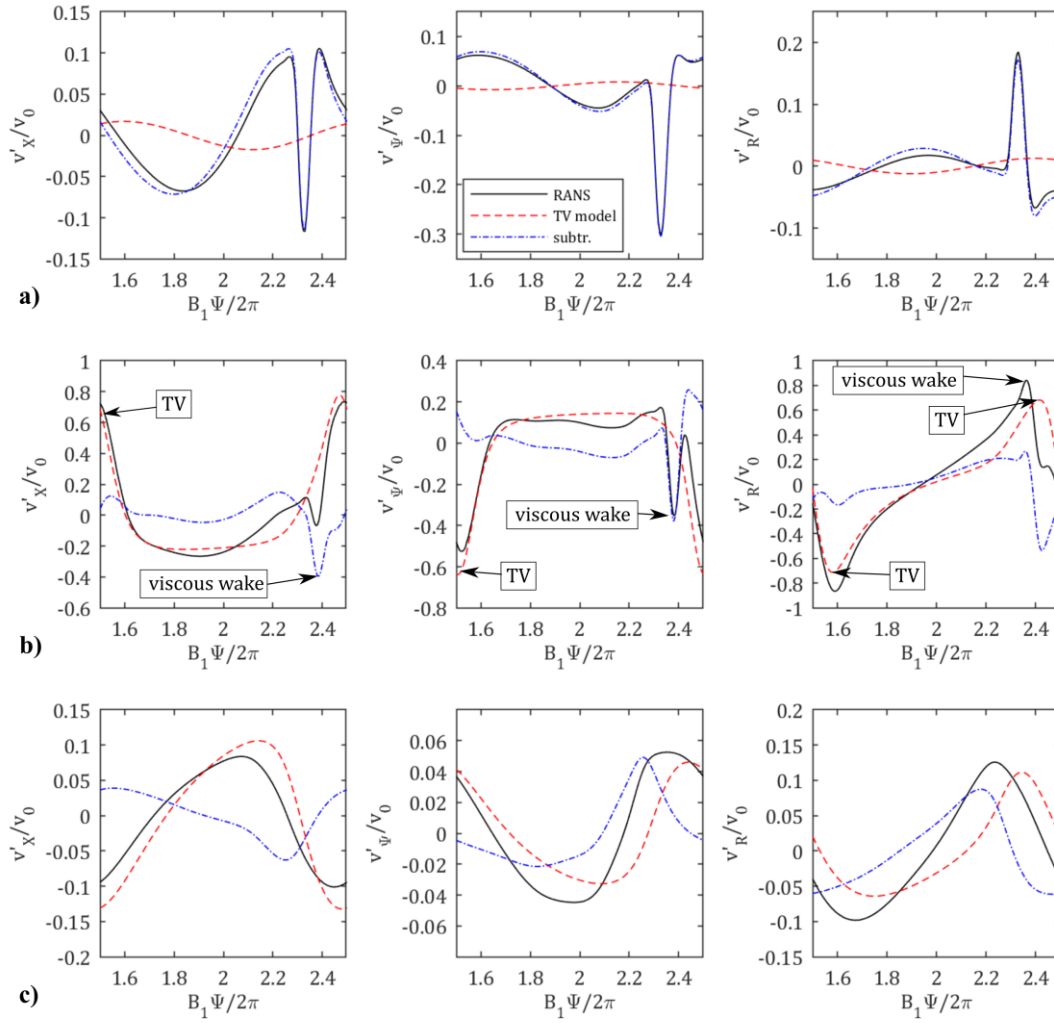 0.15
0.1
0.05
0
-0.05
-0.1
0.15
v'X/v0
1.6 1.8 2 2.2 2.4
B1Ψ/2π
0.1
0
-0.1
-0.2
-0.3
v'Ψ/v0
RANS
TV model
subtr.
1.6 1.8 2 2.2 2.4
B1Ψ/2π
0.2
0.1
0
-0.1
v'R/v0
1.6 1.8 2 2.2 2.4
B1Ψ/2π
a)
1
0.8
0.6
0.4
0.2
0
-0.2
-0.4
-0.6
v'X/v0
TV
viscous wake
1.6 1.8 2 2.2 2.4
B1Ψ/2π
0.4
0.2
0
-0.2
-0.4
-0.6
-0.8
v'Ψ/v0
viscous wake
TV
1.6 1.8 2 2.2 2.4
B1Ψ/2π
1
0.8
0.6
0.4
0.2
0
-0.2
-0.4
-0.6
-0.8
-1
v'R/v0
viscous wake
TV
TV
1.6 1.8 2 2.2 2.4
B1Ψ/2π
b)
0.15
0.1
0.05
0
-0.05
-0.1
-0.15
-0.2
v'X/v0
1.6 1.8 2 2.2 2.4
B1Ψ/2π
0.06
0.04
0.02
0
-0.02
-0.04
-0.06
v'Ψ/v0
1.6 1.8 2 2.2 2.4
B1Ψ/2π
0.2
0.15
0.1
0.05
0
-0.05
-0.1
0.15
v'R/v0
1.6 1.8 2 2.2 2.4
B1Ψ/2π
c)